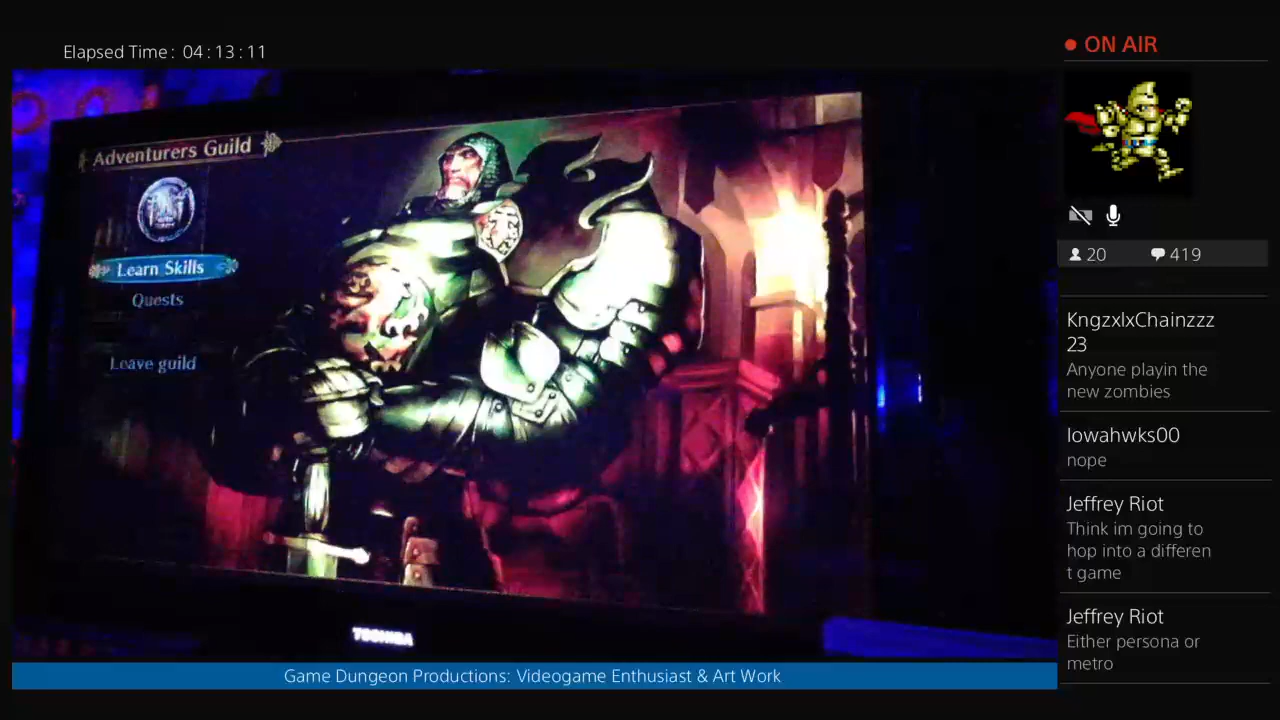 Elapsed Time: 04:13:11
ON AIR
Adventurers Guild
Learn Skills
Quests
Leave guild
TOSHIBA
20 419
KngzxIxChainzzz
23
Anyone playin the
new zombies
Iowahwks00
nope
Jeffrey Riot
Think im going to
hop into a differen
t game
Jeffrey Riot
Either persona or
metro
Game Dungeon Productions: Videogame Enthusiast & Art Work